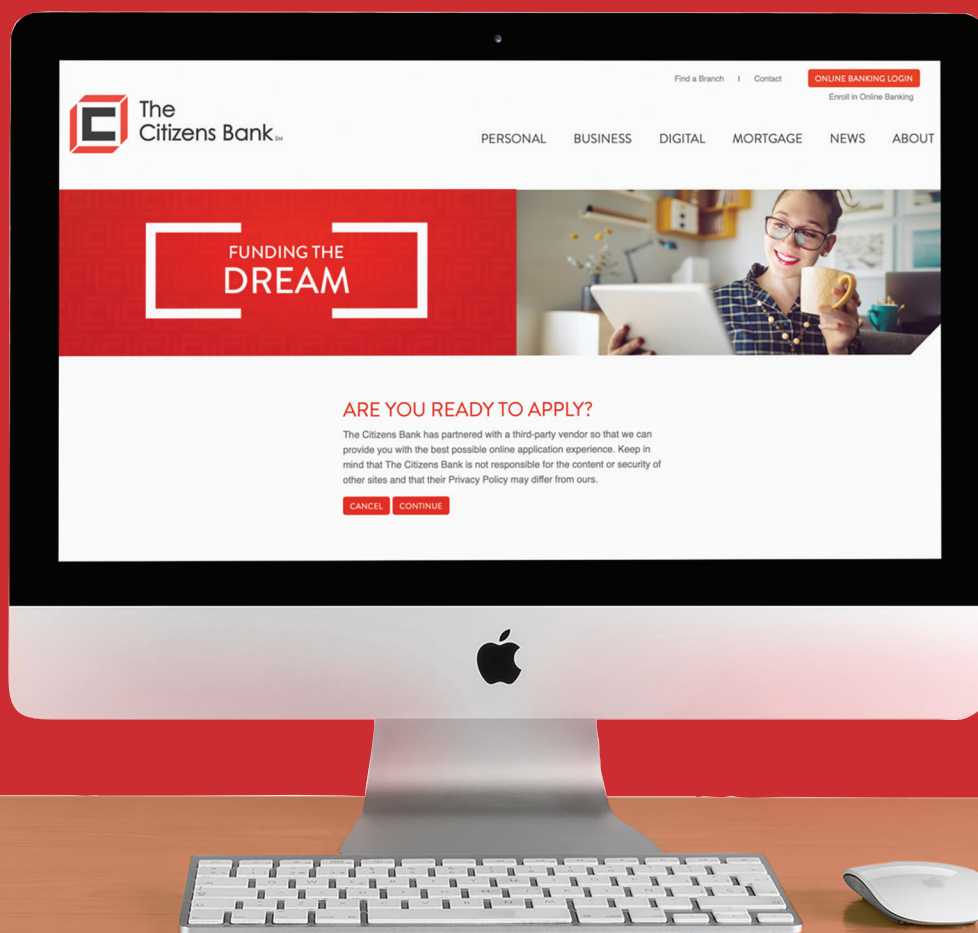 Find a Branch | Contact ONLINE BANKING LOGIN
Enroll in Online Banking
The
Citizens Bank SM
PERSONAL BUSINESS DIGITAL MORTGAGE NEWS ABOUT
FUNDING THE
DREAM
ARE YOU READY TO APPLY?
The Citizens Bank has partnered with a third-party vendor so that we can
provide you with the best possible online application experience. Keep in
mind that The Citizens Bank is not responsible for the content or security of
other sites and that their Privacy Policy may differ from ours.
CANCEL CONTINUE